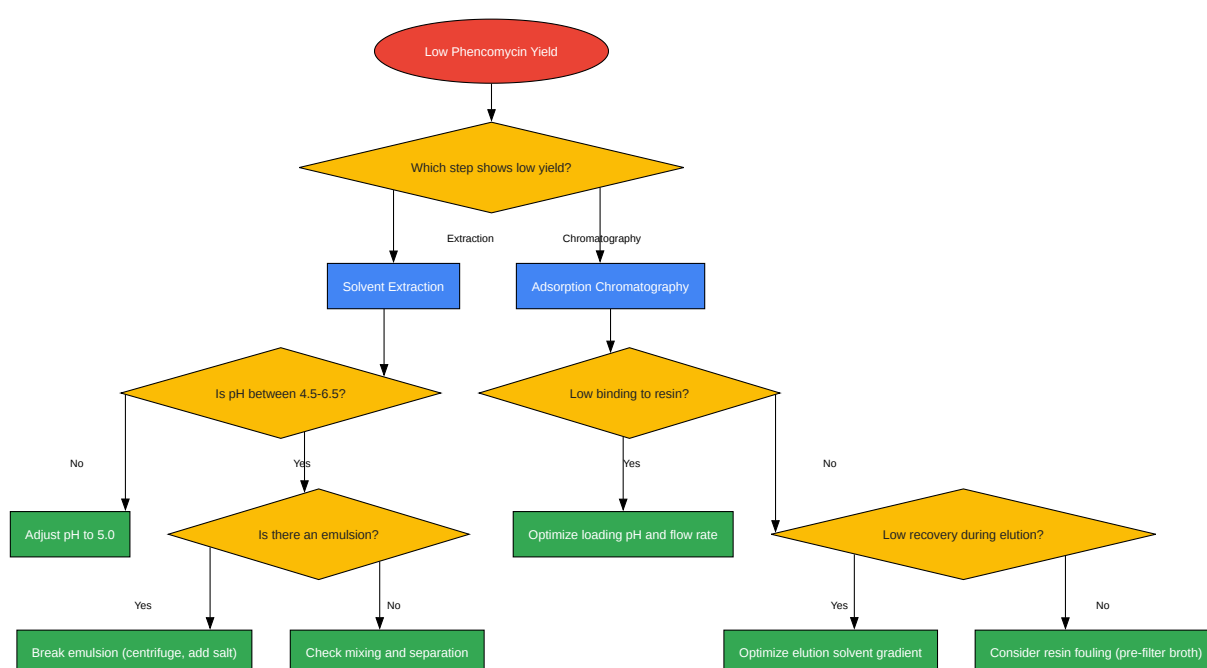 Low Phencomycin Yield
Which step shows low yield?
Extraction
Chromatography
Solvent Extraction
Adsorption Chromatography
Is pH between 4.5-6.5?
Low binding to resin?
No
Yes
Yes
No
Adjust pH to 5.0
Is there an emulsion?
Optimize loading pH and flow rate
Low recovery during elution?
Yes
No
Yes
No
Break emulsion (centrifuge, add salt)
Check mixing and separation
Optimize elution solvent gradient
Consider resin fouling (pre-filter broth)